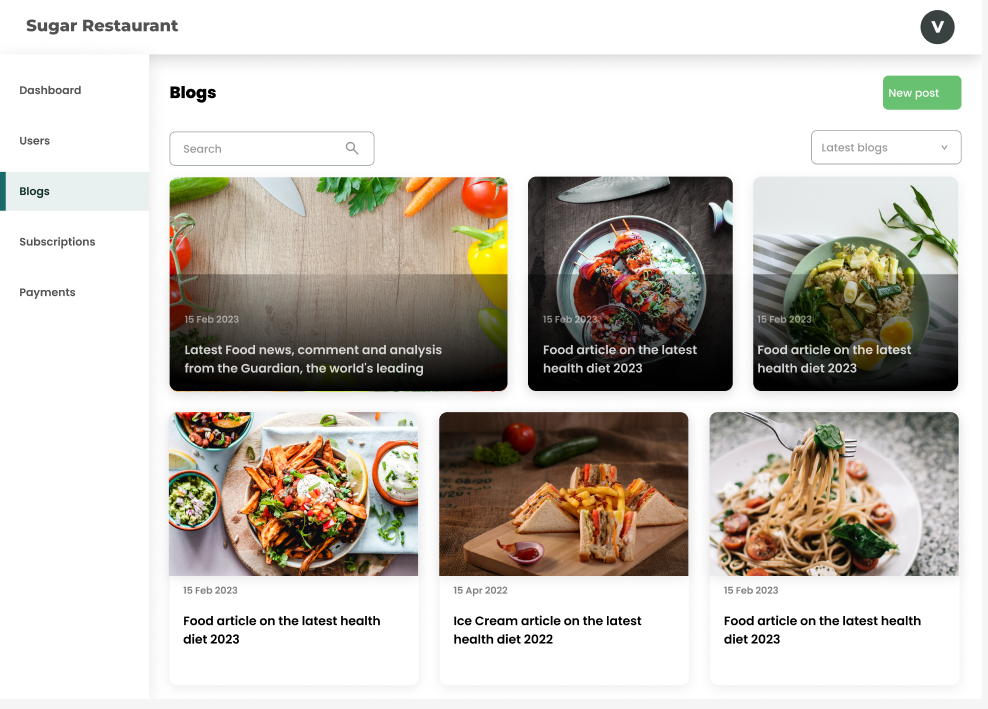 Sugar Restaurant
V
Dashboard
Users
Blogs
Subscriptions
Payments
Blogs
New post
Search
Latest blogs
15 Feb 2023
Latest Food news, comment and analysis
from the Guardian, the world's leading
15 Feb 2023
Food article on the latest
health diet 2023
15 Feb 2023
Food article on the latest
health diet 2023
15 Feb 2023
Food article on the latest health
diet 2023
15 Apr 2022
Ice Cream article on the latest
health diet 2022
15 Feb 2023
Food article on the latest health
diet 2023